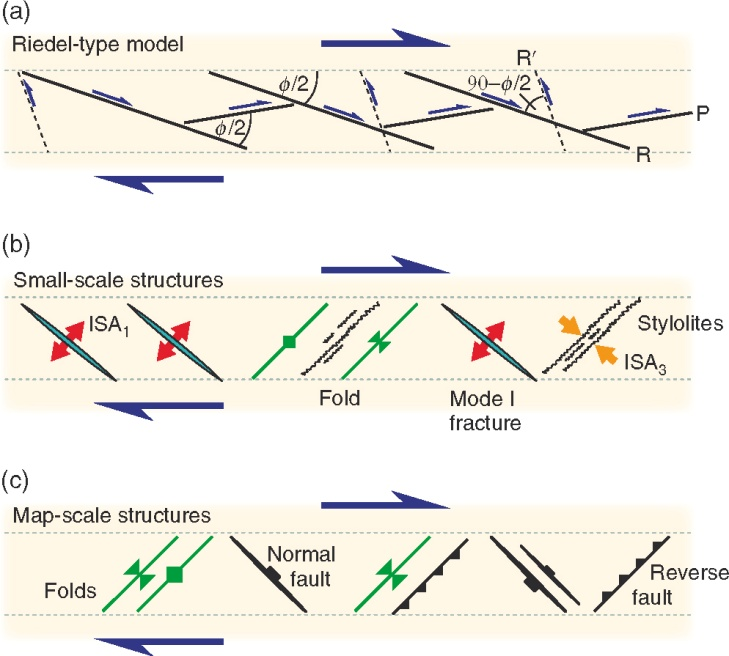 (a)
Riedel-type model
R′
ϕ/2
90–ϕ/2
ϕ/2
P
R
(b)
Small-scale structures
ISA₁
Stylolites
ISA₃
Fold
Mode I
fracture
(c)
Map-scale structures
Normal
fault
Folds
Reverse
fault